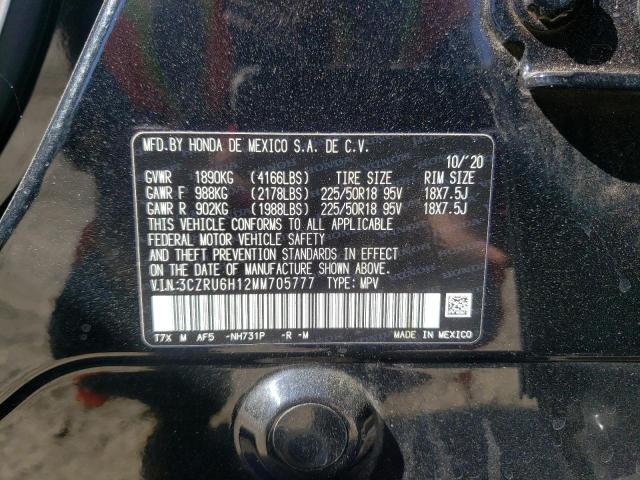 MFD.BY HONDA DE MEXICO S.A. DE C.V.
10/'20
GVWR 1890KG (4166LBS) TIRE SIZE RIM SIZE
GAWR F 988KG (2178LBS) 225/50R18 95V 18X7.5J
GAWR R 902KG (1988LBS) 225/50R18 95V 18X7.5J
THIS VEHICLE CONFORMS TO ALL APPLICABLE
FEDERAL MOTOR VEHICLE SAFETY
AND THEFT PREVENTION STANDARDS IN EFFECT
ON THE DATE OF MANUFACTURE SHOWN ABOVE.
V.I.N:3CZRU6H12MM705777 TYPE: MPV
T7X M AF5 -NH731P -R -M MADE IN MEXICO